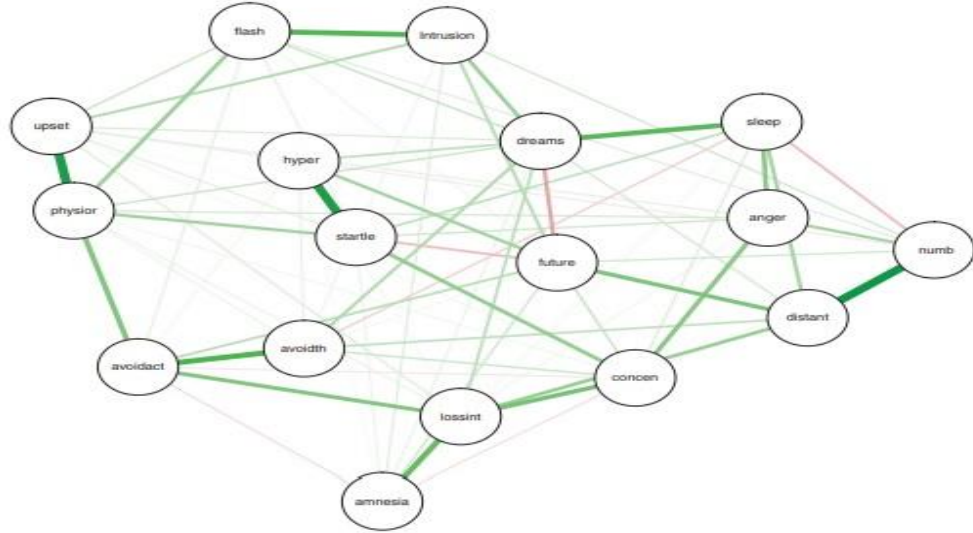 flash
Intrusion
upset
sleep
dreams
hyper
physior
anger
startle
numb
future
distant
avoidth
avoidact
concen
lossint
amnesia